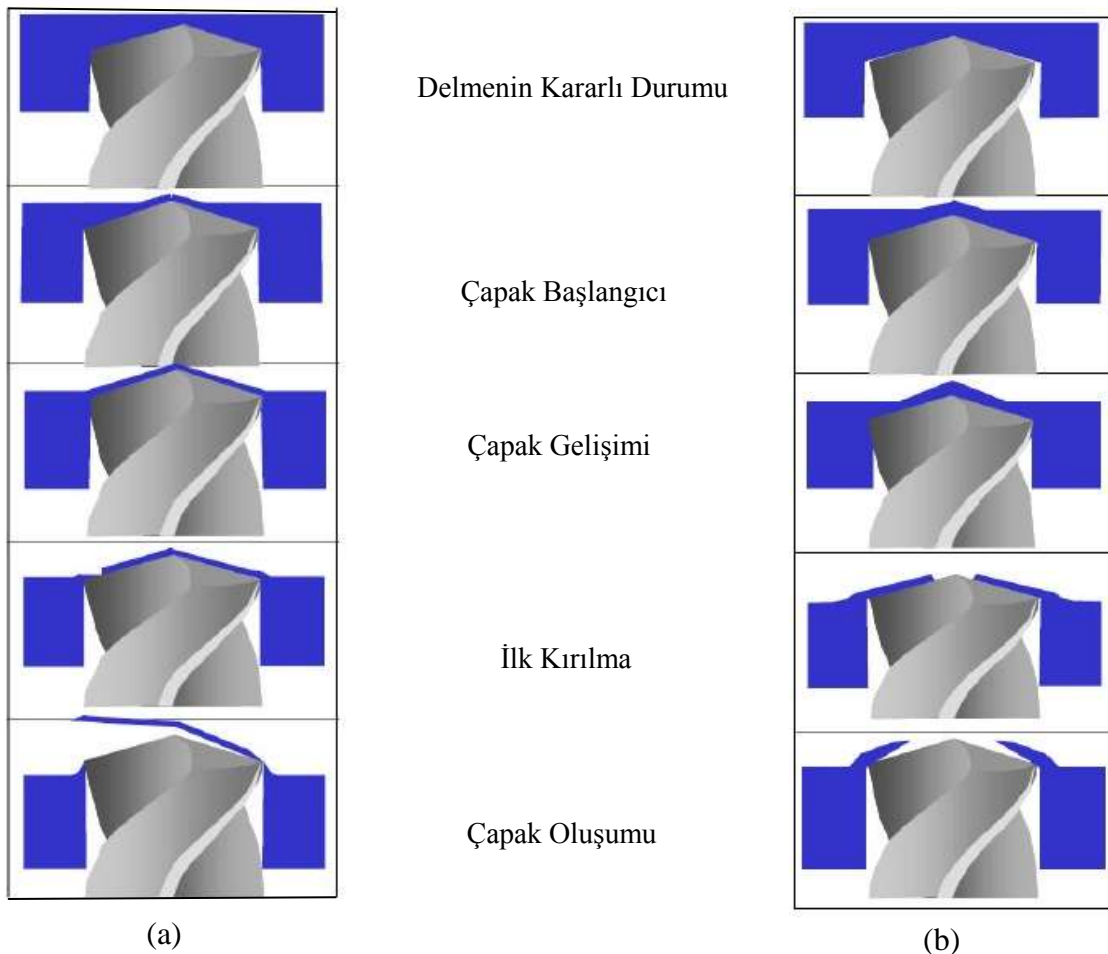 Delmenin Kararlı Durumu
Çapak Başlangıcı
Çapak Gelişimi
İlk Kırılma
Çapak Oluşumu
(a)
(b)